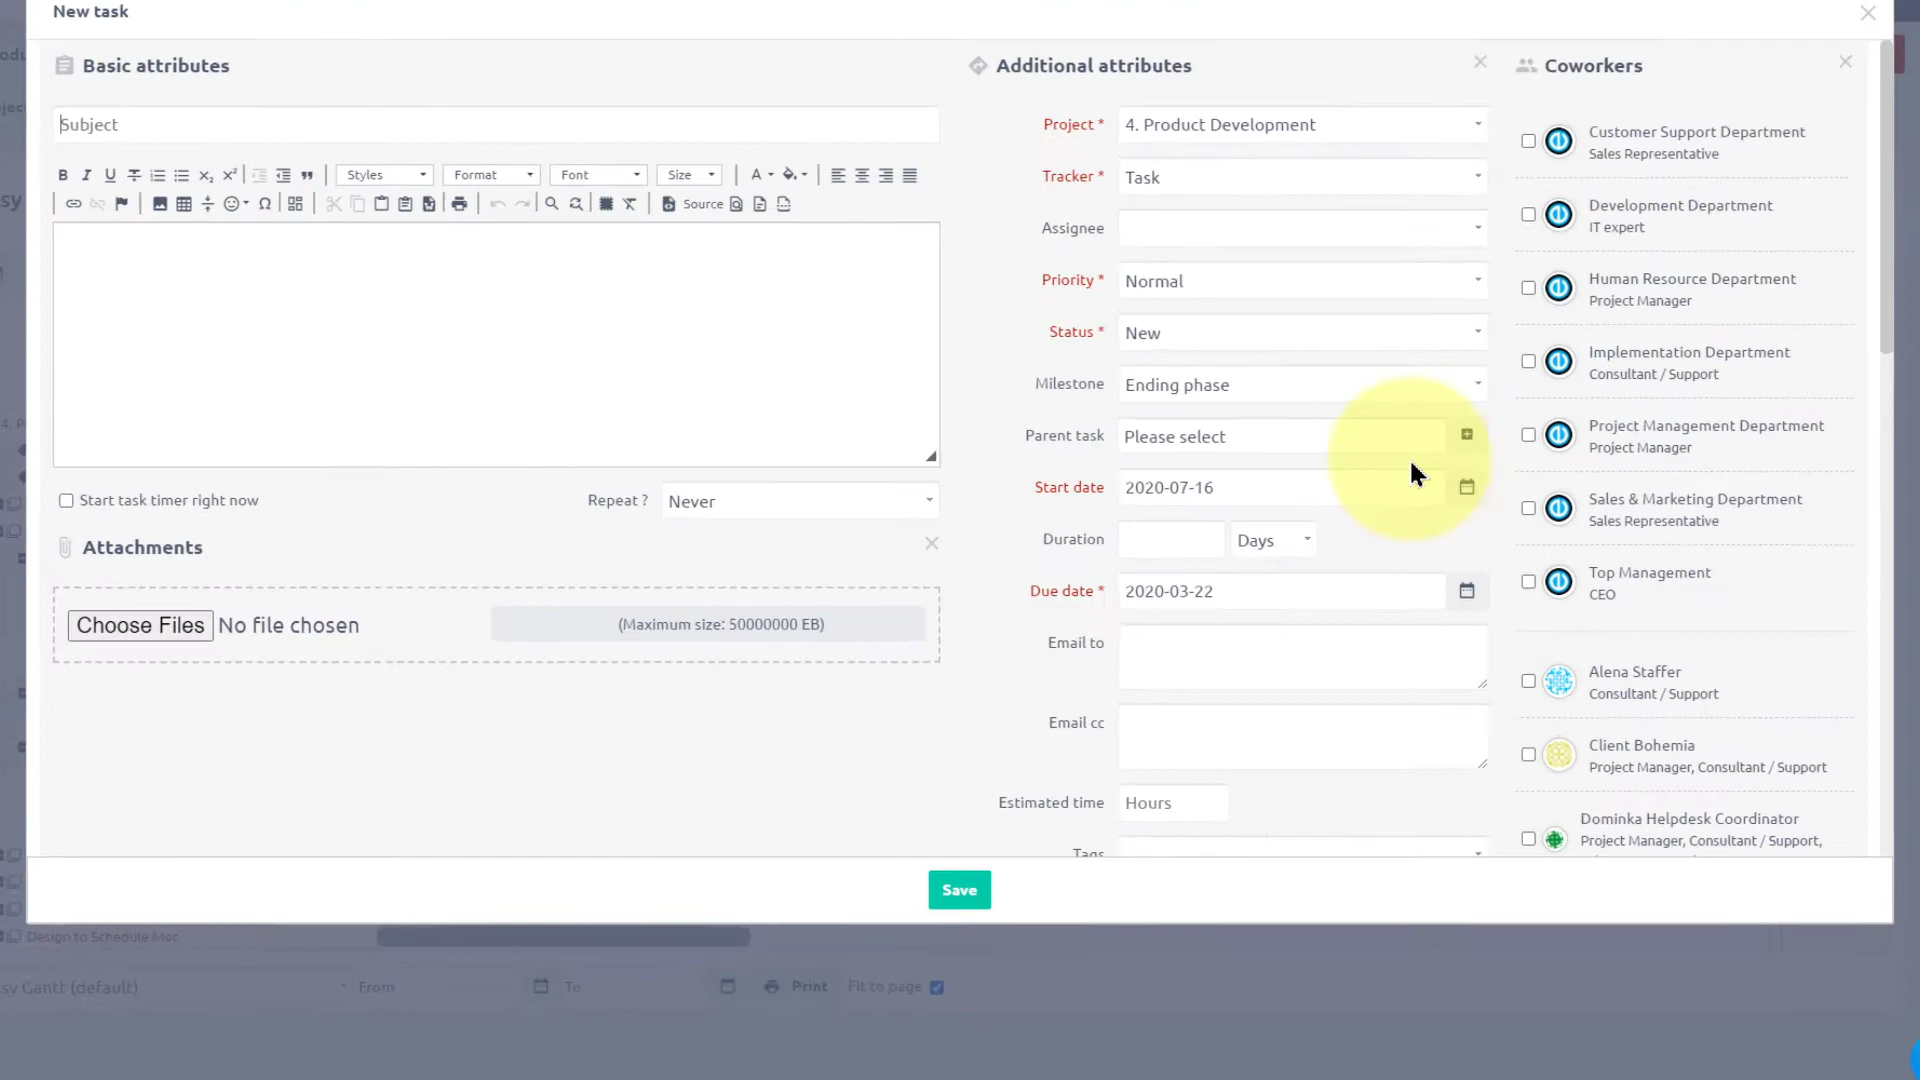 New task
Basic attributes
Subject
Styles Format Font Size
Source
Start task timer right now Repeat ? Never
Attachments
Choose Files No file chosen (Maximum size: 50000000 EB)
Additional attributes
Project * 4. Product Development
Tracker * Task
Assignee
Priority * Normal
Status * New
Milestone Ending phase
Parent task Please select
Start date 2020-07-16
Duration Days
Due date * 2020-03-22
Email to
Email cc
Estimated time Hours
Tags
Coworkers
Customer Support Department
Sales Representative
Development Department
IT expert
Human Resource Department
Project Manager
Implementation Department
Consultant / Support
Project Management Department
Project Manager
Sales & Marketing Department
Sales Representative
Top Management
CEO
Alena Staffer
Consultant / Support
Client Bohemia
Project Manager, Consultant / Support
Dominka Helpdesk Coordinator
Project Manager, Consultant / Support,
Save
Design to Schedule Moc
sy Gantt (default) From To Print Fit to page